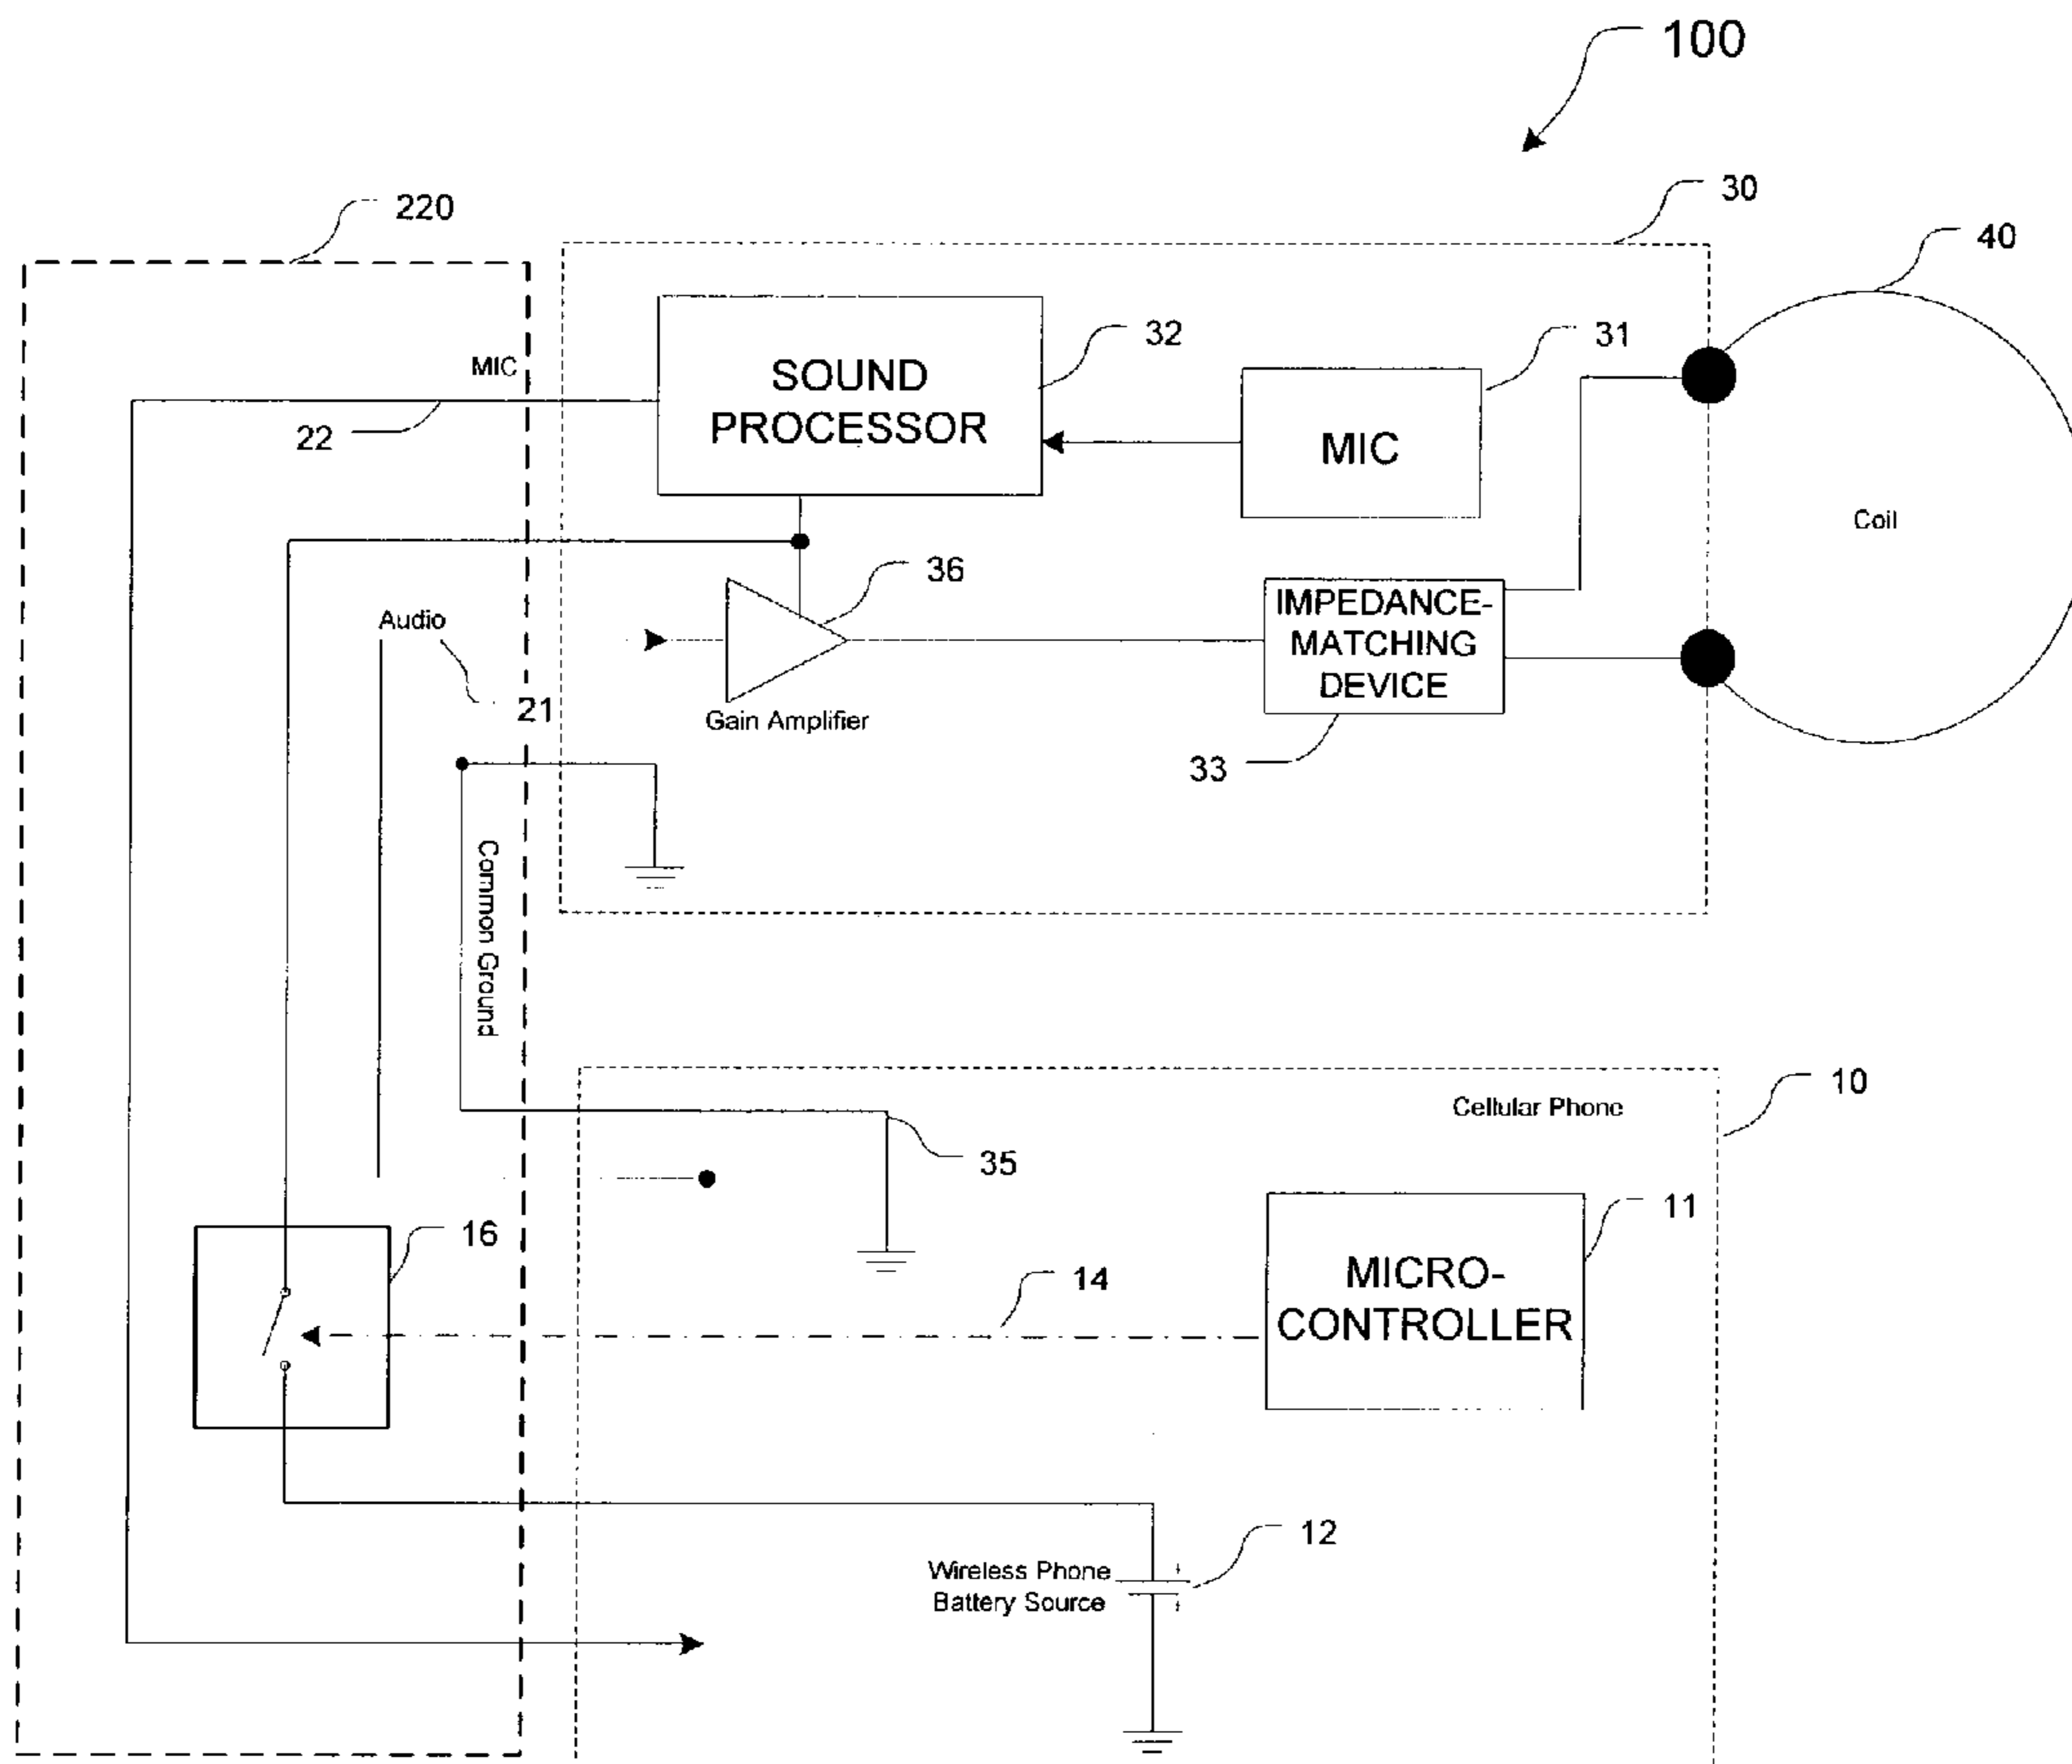 100
30
220
40
32
31
SOUND
PROCESSOR
MIC
MIC
22
Coil
36
IMPEDANCE-
MATCHING
DEVICE
Audio
21
Gain Amplifier
33
Common Ground
10
Cellular Phone
35
11
16
14
MICRO-
CONTROLLER
12
Wireless Phone
Battery Source